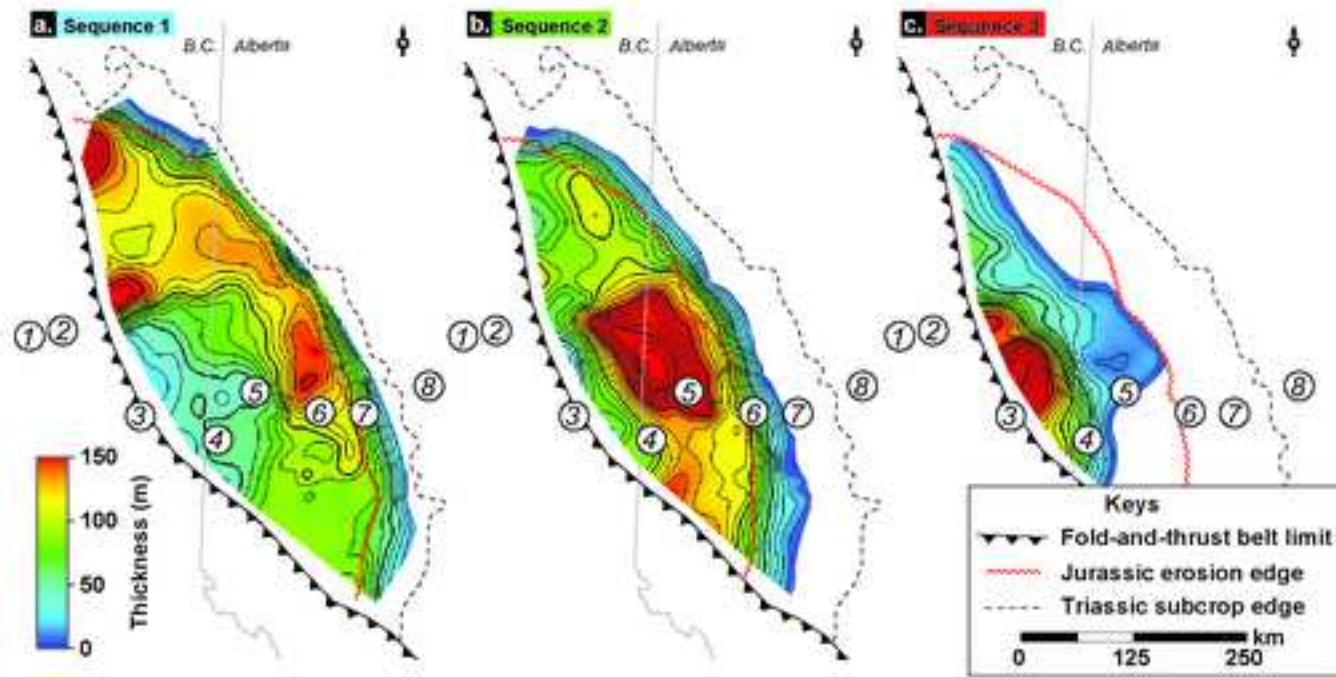 a. Sequence 1
B.C. Alberta
b. Sequence 2
B.C. Alberta
c. Sequence 3
B.C. Alberta
1 2 3 4 5 6 7 8
1 2 3 4 5 6 7 8
1 2 3 4 5 6 7 8
150
100
50
0
Thickness (m)
Keys
Fold-and-thrust belt limit
Jurassic erosion edge
Triassic subcrop edge
km
0 125 250